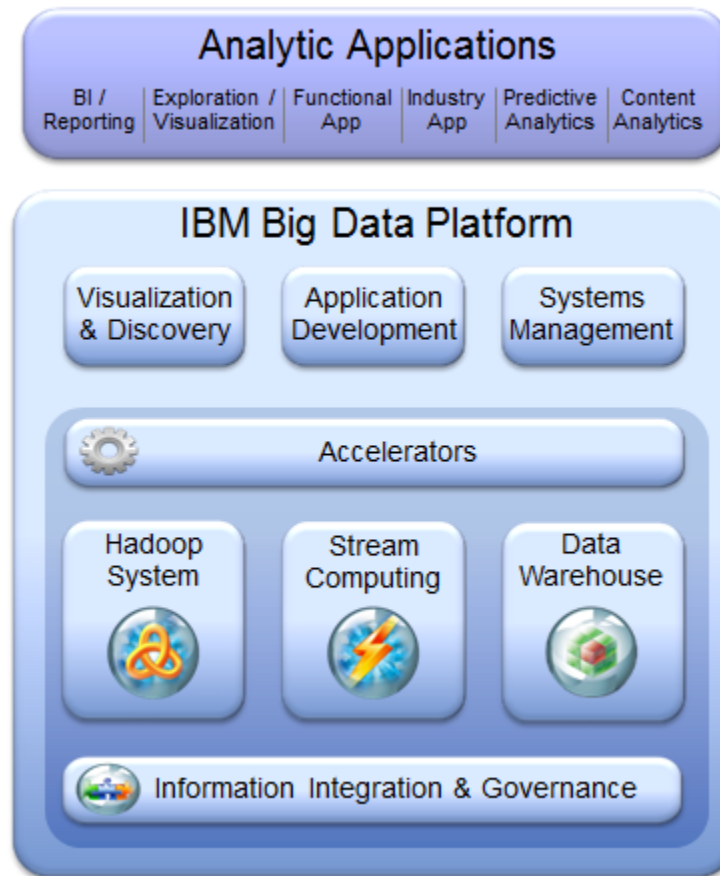 Analytic Applications
BI / Reporting
Exploration / Visualization
Functional App
Industry App
Predictive Analytics
Content Analytics
IBM Big Data Platform
Visualization
& Discovery
Application
Development
Systems
Management
Accelerators
Hadoop
System
Stream
Computing
Data
Warehouse
Information Integration & Governance